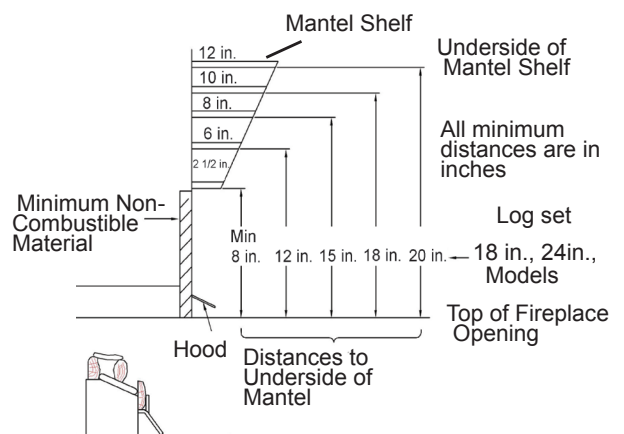 Mantel Shelf
12 in.
10 in.
8 in.
6 in.
2 1/2 in.
Underside of
Mantel Shelf
All minimum
distances are in
inches
Minimum Non-
Combustible
Material
Log set
18 in., 24in.,
Models
Min
8 in. 12 in. 15 in. 18 in. 20 in.
Top of Fireplace
Opening
Hood
Distances to
Underside of
Mantel